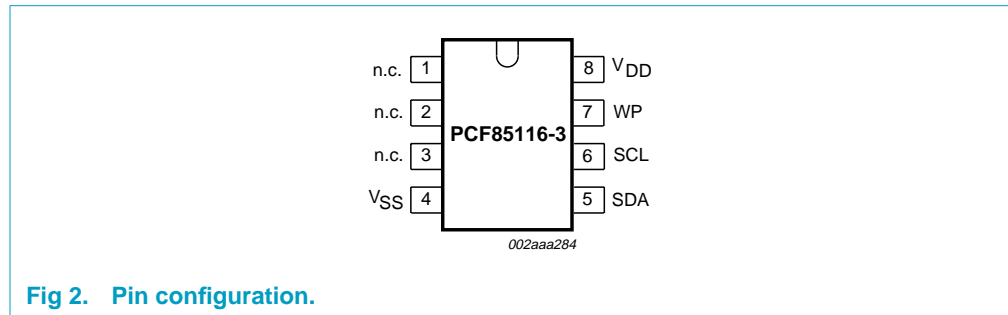 n.c. 1
8 VDD
n.c. 2
7 WP
PCF85116-3
n.c. 3
6 SCL
VSS 4
5 SDA
002aaa284
Fig 2. Pin configuration.